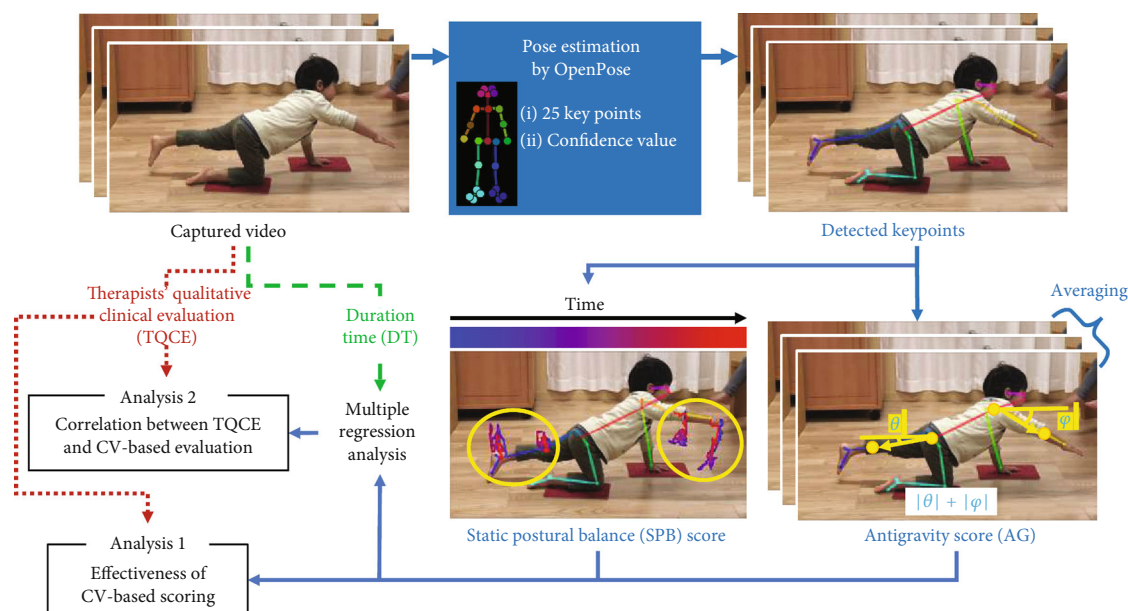 Pose estimation
by OpenPose
(i) 25 key points
(ii) Confidence value
Captured video
Detected keypoints
Therapists' qualitative
clinical evaluation
(TQCE)
Duration
time (DT)
Time
Averaging
Analysis 2
Correlation between TQCE
and CV-based evaluation
Multiple
regression
analysis
θ
φ
|θ| + |φ|
Static postural balance (SPB) score
Antigravity score (AG)
Analysis 1
Effectiveness of
CV-based scoring